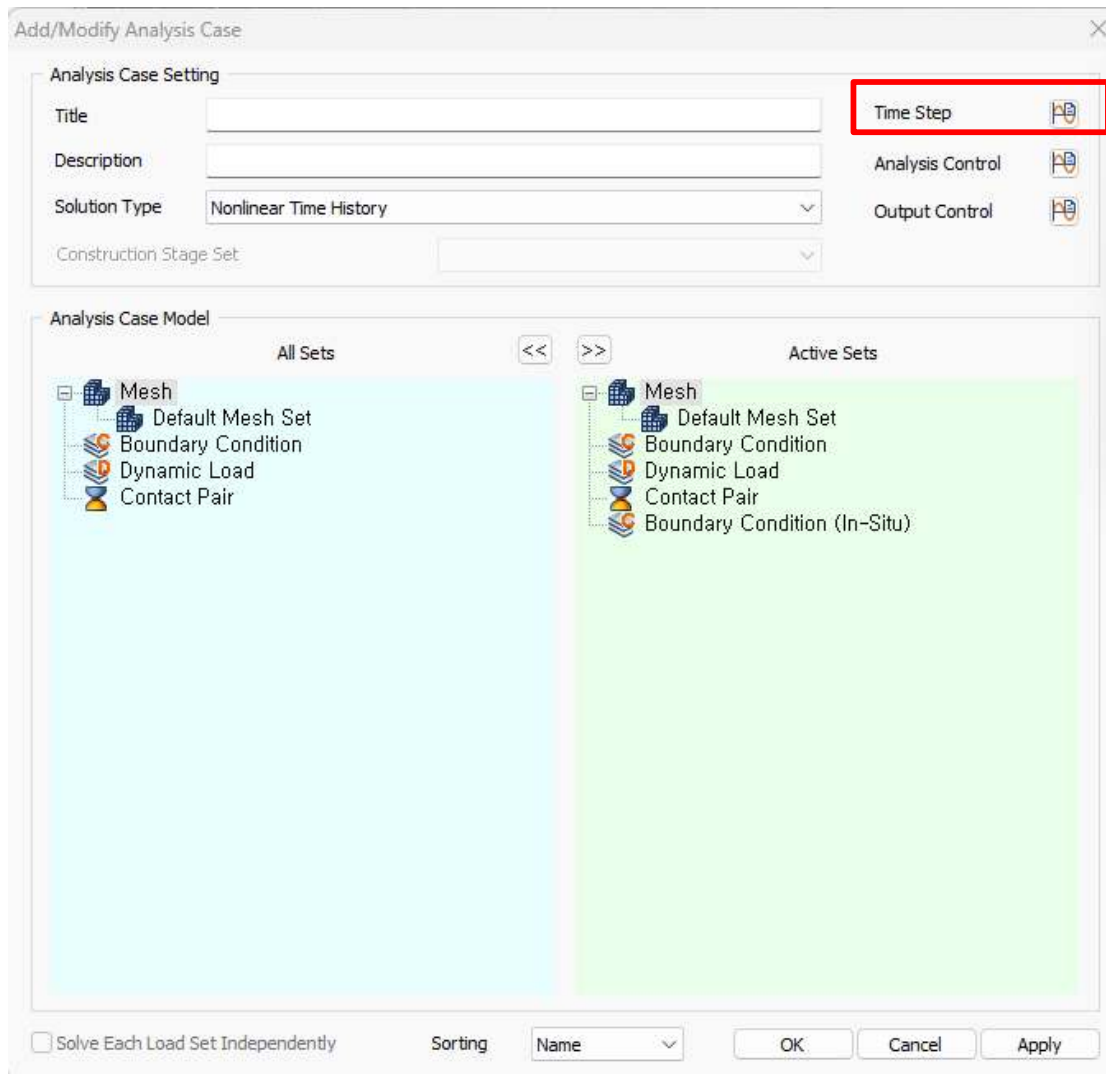 Add/Modify Analysis Case
Analysis Case Setting
Title
Time Step
Description
Analysis Control
Solution Type Nonlinear Time History
Output Control
Construction Stage Set
Analysis Case Model
All Sets << >> Active Sets
Mesh
Default Mesh Set
Boundary Condition
Dynamic Load
Contact Pair
Mesh
Default Mesh Set
Boundary Condition
Dynamic Load
Contact Pair
Boundary Condition (In-Situ)
Solve Each Load Set Independently Sorting Name OK Cancel Apply